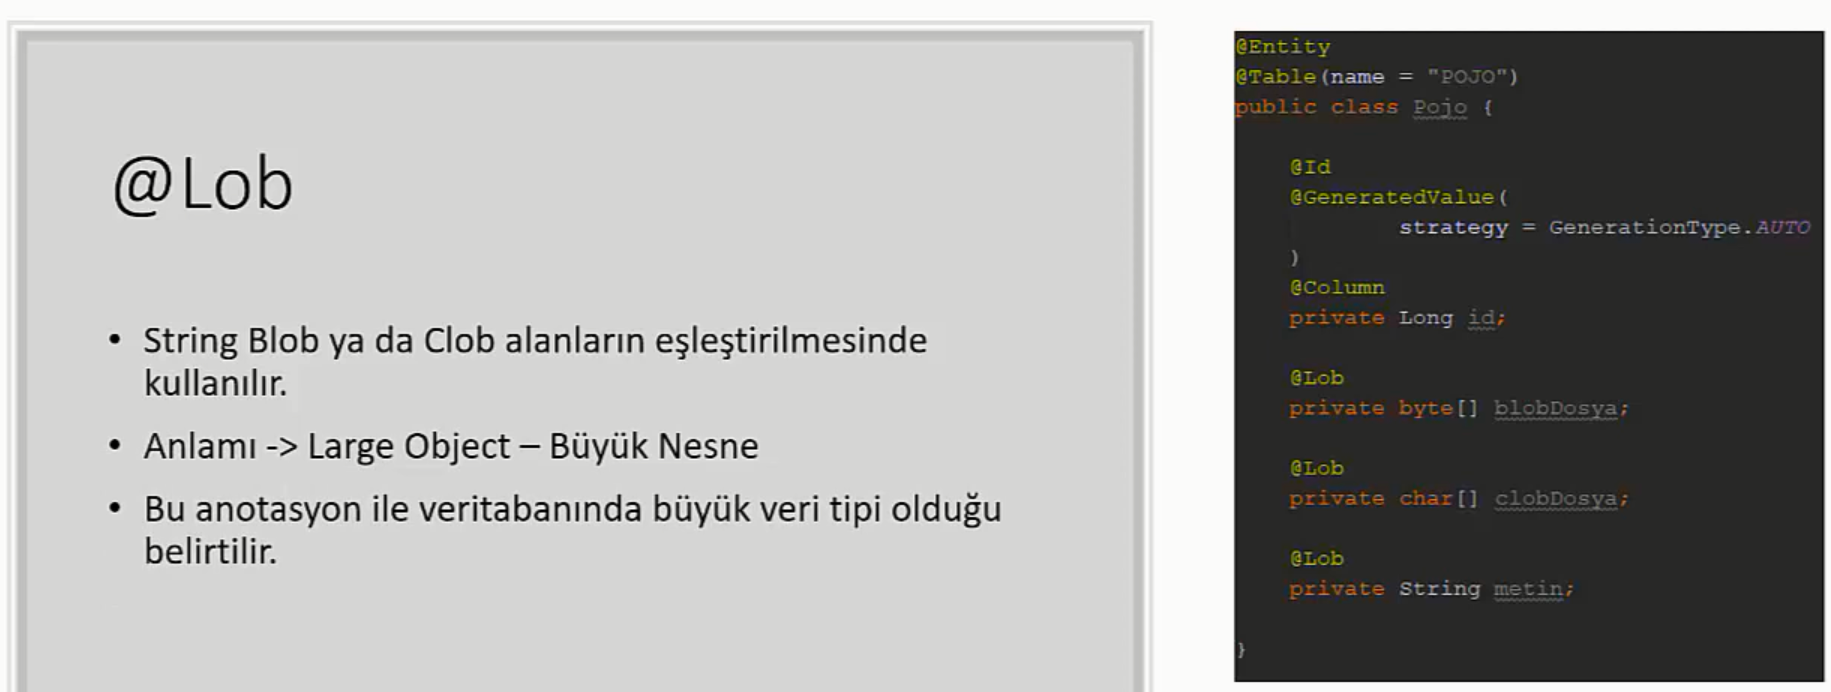 @Lob
• String Blob ya da Clob alanların eşleştirilmesinde
kullanılır.
• Anlamı -> Large Object – Büyük Nesne
• Bu anotasyon ile veritabanında büyük veri tipi olduğu
belirtilir.
@Entity
@Table(name = "POJO")
public class Pojo {
@Id
@GeneratedValue(
strategy = GenerationType.AUTO
)
@Column
private Long id;
@Lob
private byte[] blobDosya;
@Lob
private char[] clobDosya;
@Lob
private String metin;
}